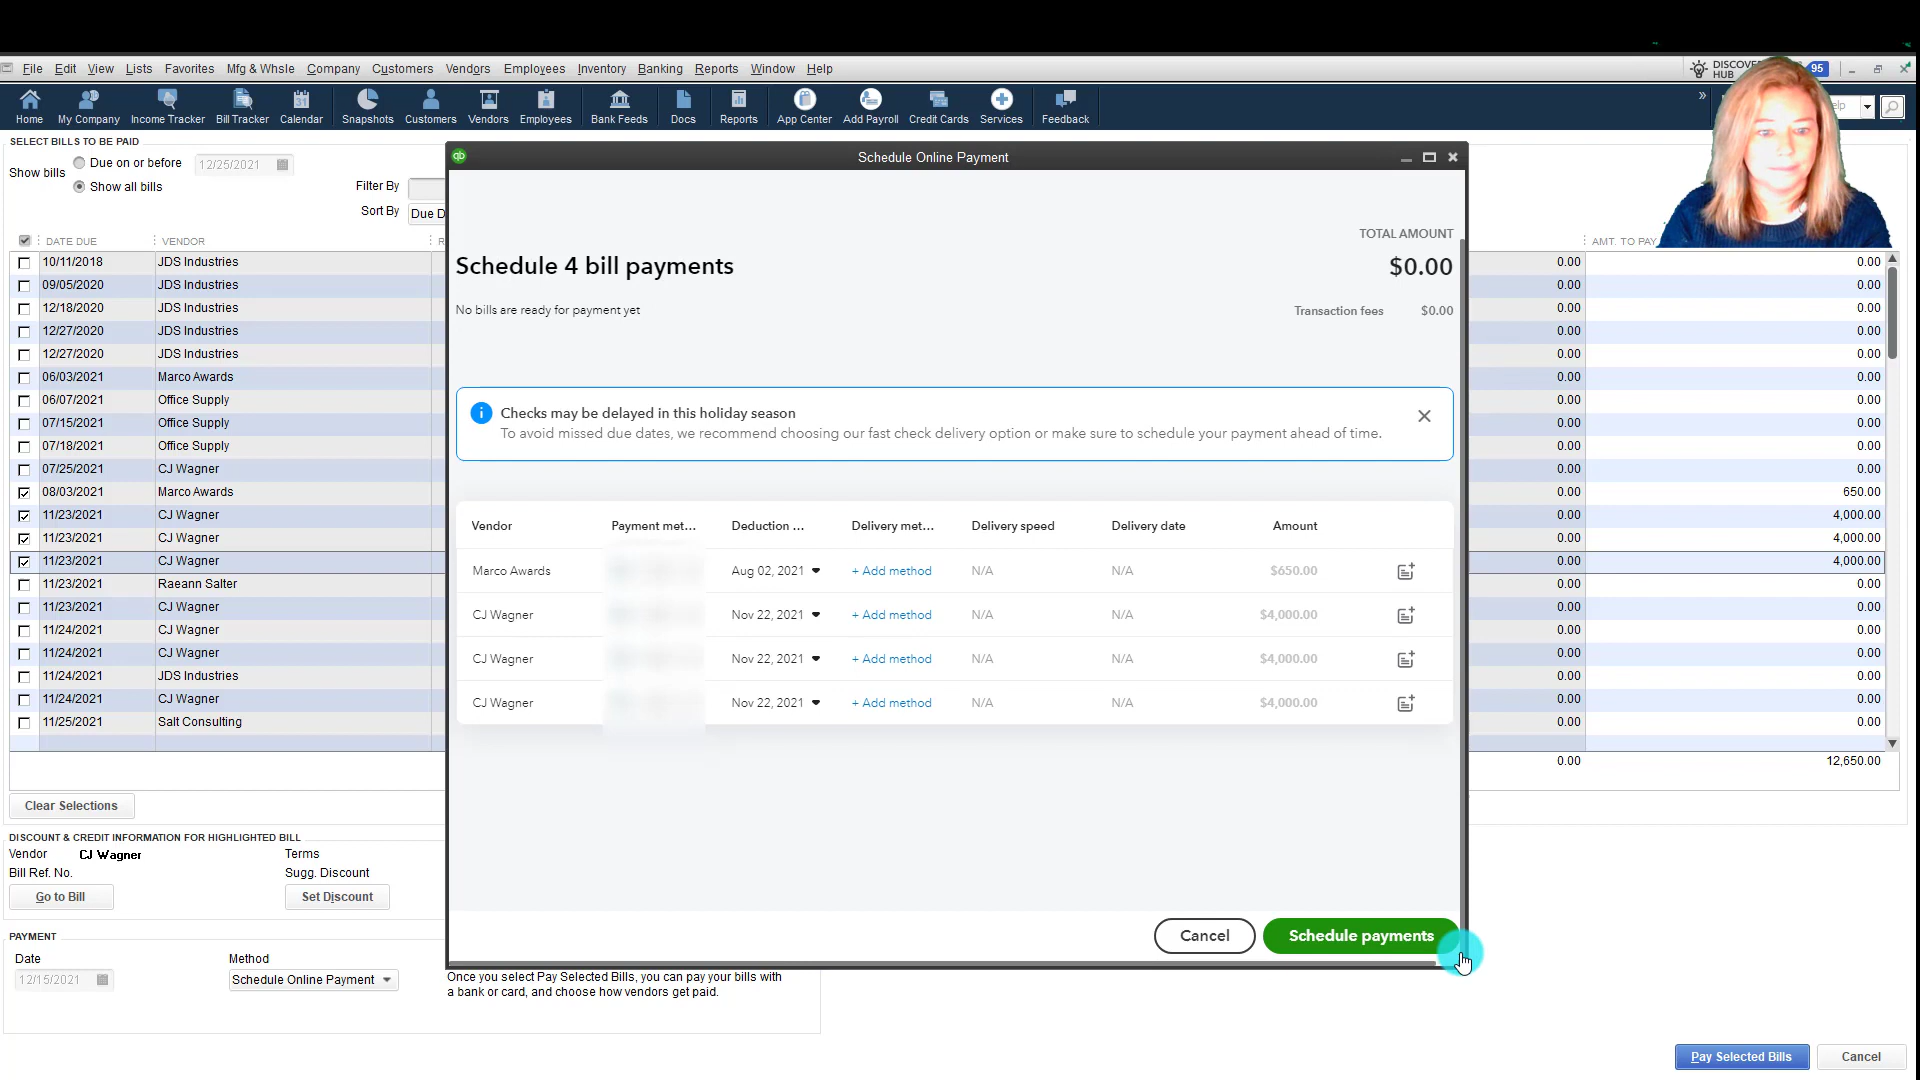 File Edit View Lists Favorites Mfg & Whsle Company Customers Vendors Employees Inventory Banking Reports Window Help
DISCOVER HUB 95
Home My Company Income Tracker Bill Tracker Calendar Snapshots Customers Vendors Employees Bank Feeds Docs Reports App Center Add Payroll Credit Cards Services Feedback
SELECT BILLS TO BE PAID
Show bills Due on or before 12/25/2021
Show all bills
Filter By
Sort By Due D
DATE DUE VENDOR AMT. TO PAY
10/11/2018 JDS Industries 0.00 0.00
09/05/2020 JDS Industries 0.00 0.00
12/18/2020 JDS Industries 0.00 0.00
12/27/2020 JDS Industries 0.00 0.00
12/27/2020 JDS Industries 0.00 0.00
06/03/2021 Marco Awards 0.00 0.00
06/07/2021 Office Supply 0.00 0.00
07/15/2021 Office Supply 0.00 0.00
07/18/2021 Office Supply 0.00 0.00
07/25/2021 CJ Wagner 0.00 0.00
08/03/2021 Marco Awards 0.00 650.00
11/23/2021 CJ Wagner 0.00 4,000.00
11/23/2021 CJ Wagner 0.00 4,000.00
11/23/2021 CJ Wagner 0.00 4,000.00
11/23/2021 Raeann Salter 0.00 0.00
11/23/2021 CJ Wagner 0.00 0.00
11/24/2021 CJ Wagner 0.00 0.00
11/24/2021 CJ Wagner 0.00 0.00
11/24/2021 JDS Industries 0.00 0.00
11/24/2021 CJ Wagner 0.00 0.00
11/25/2021 Salt Consulting 0.00 0.00
0.00 12,650.00
Clear Selections
DISCOUNT & CREDIT INFORMATION FOR HIGHLIGHTED BILL
Vendor CJ Wagner Terms
Bill Ref. No. Sugg. Discount
Go to Bill Set Discount
PAYMENT
Date Method
12/15/2021 Schedule Online Payment
Once you select Pay Selected Bills, you can pay your bills with
a bank or card, and choose how vendors get paid.
Pay Selected Bills Cancel
qb Schedule Online Payment
TOTAL AMOUNT
Schedule 4 bill payments $0.00
No bills are ready for payment yet Transaction fees $0.00
Checks may be delayed in this holiday season
To avoid missed due dates, we recommend choosing our fast check delivery option or make sure to schedule your payment ahead of time.
Vendor Payment met... Deduction ... Delivery met... Delivery speed Delivery date Amount
Marco Awards Aug 02, 2021 + Add method N/A N/A $650.00
CJ Wagner Nov 22, 2021 + Add method N/A N/A $4,000.00
CJ Wagner Nov 22, 2021 + Add method N/A N/A $4,000.00
CJ Wagner Nov 22, 2021 + Add method N/A N/A $4,000.00
Cancel Schedule payments